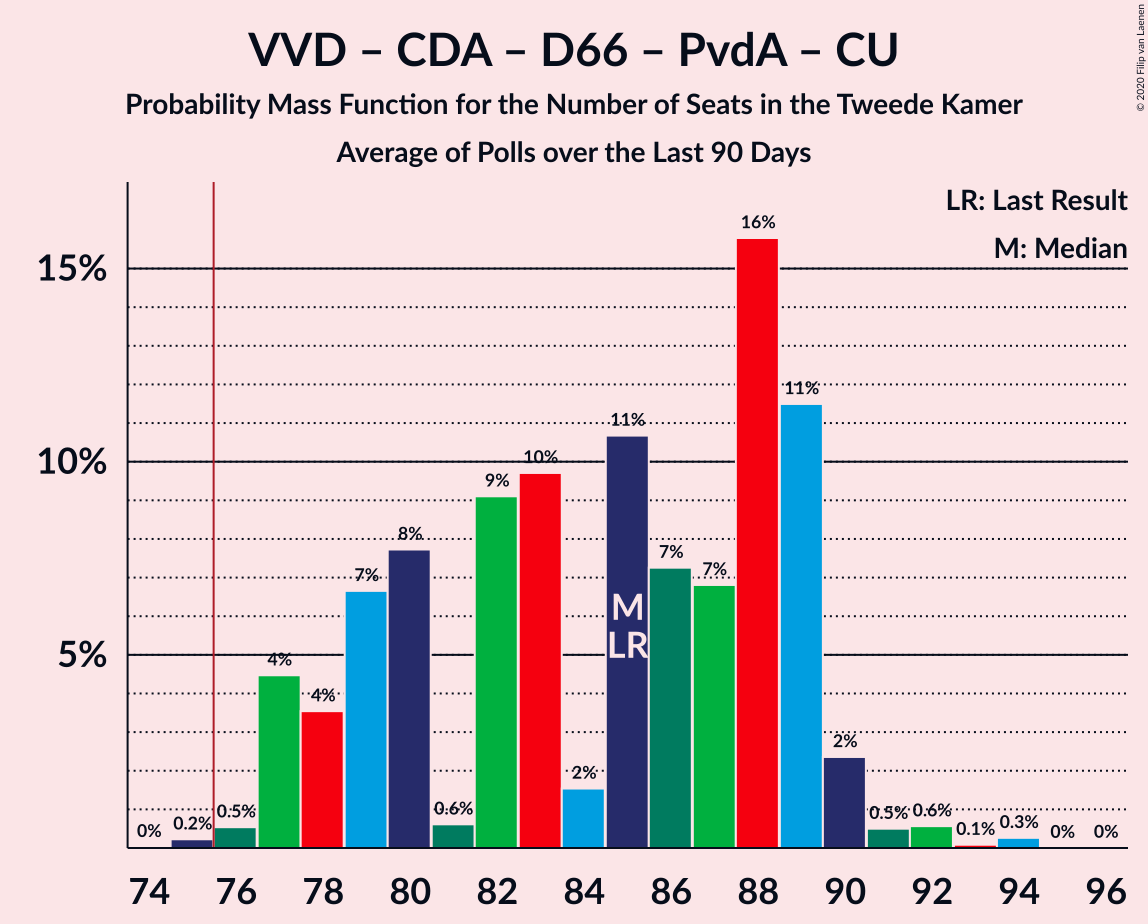 VVD – CDA – D66 – PvdA – CU
Probability Mass Function for the Number of Seats in the Tweede Kamer
Average of Polls over the Last 90 Days
© 2020 Filip van Laenen
LR: Last Result
M: Median
15%
10%
5%
0%
0.2%
0.5%
4%
4%
7%
8%
0.6%
9%
10%
2%
11%
7%
7%
16%
11%
2%
0.5%
0.6%
0.1%
0.3%
0%
0%
M
LR
74 76 78 80 82 84 86 88 90 92 94 96